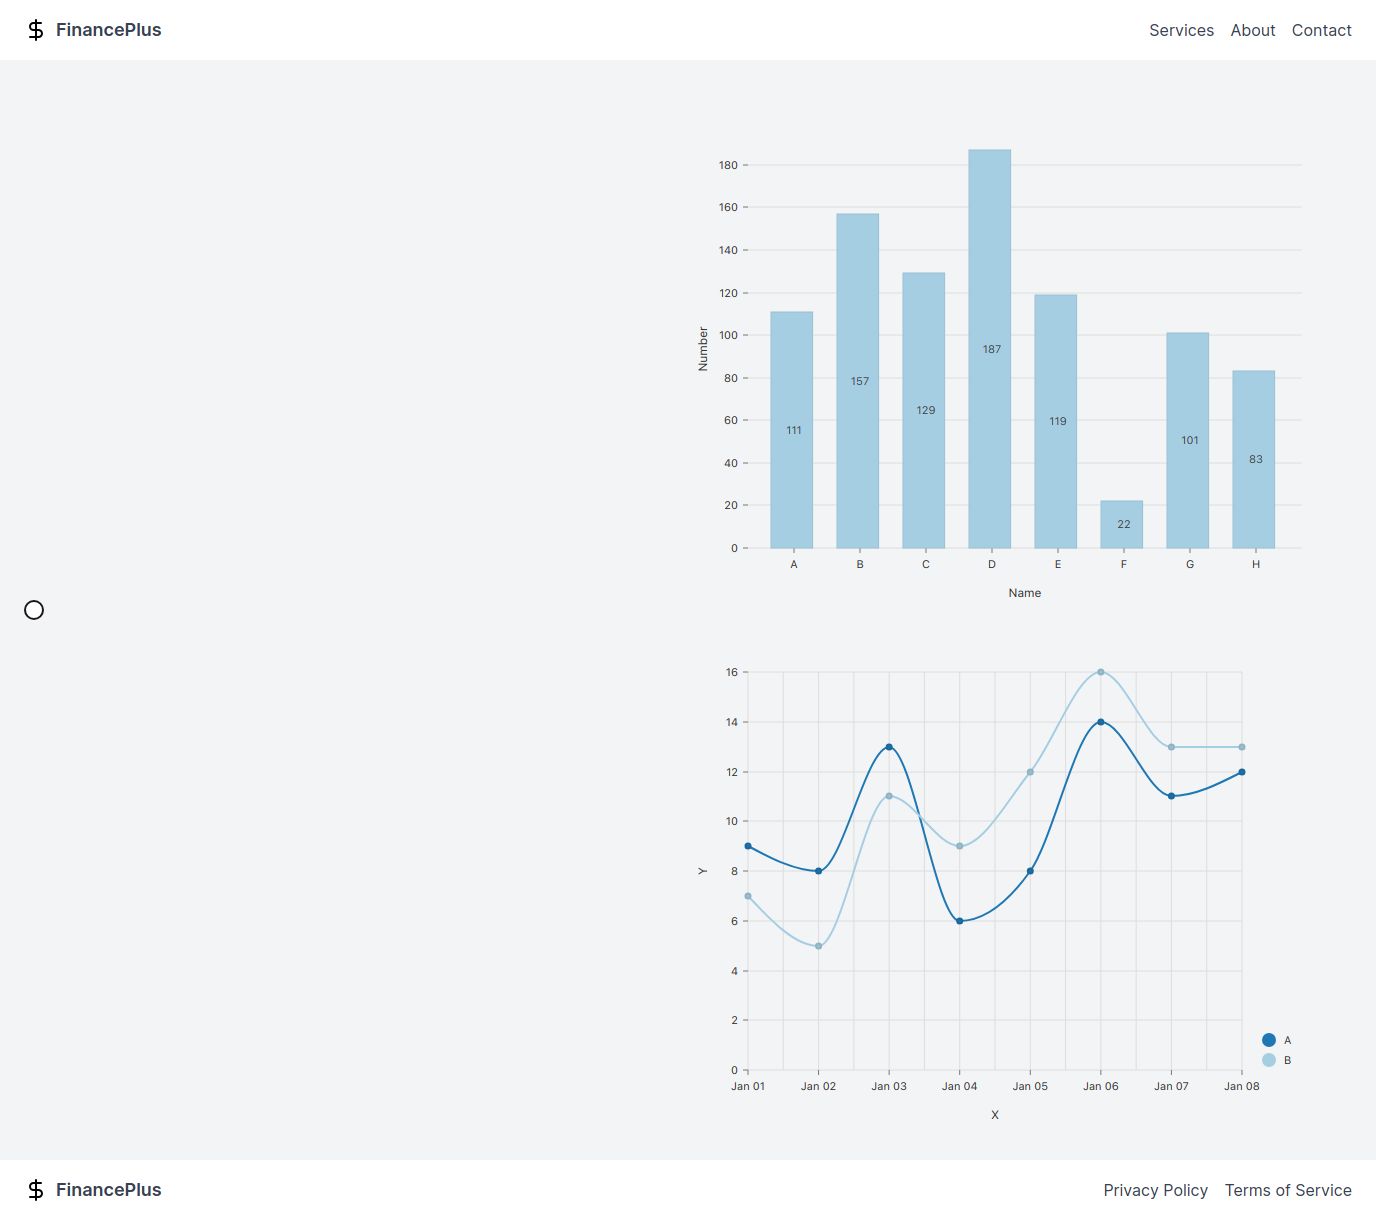 FinancePlus
Services About Contact
180
160
140
120
100
80
60
40
20
0
Number
111
157
129
187
119
22
101
83
A B C D E F G H
Name
16
14
12
10
8
6
4
2
0
Y
A
B
Jan 01 Jan 02 Jan 03 Jan 04 Jan 05 Jan 06 Jan 07 Jan 08
X
FinancePlus
Privacy Policy Terms of Service